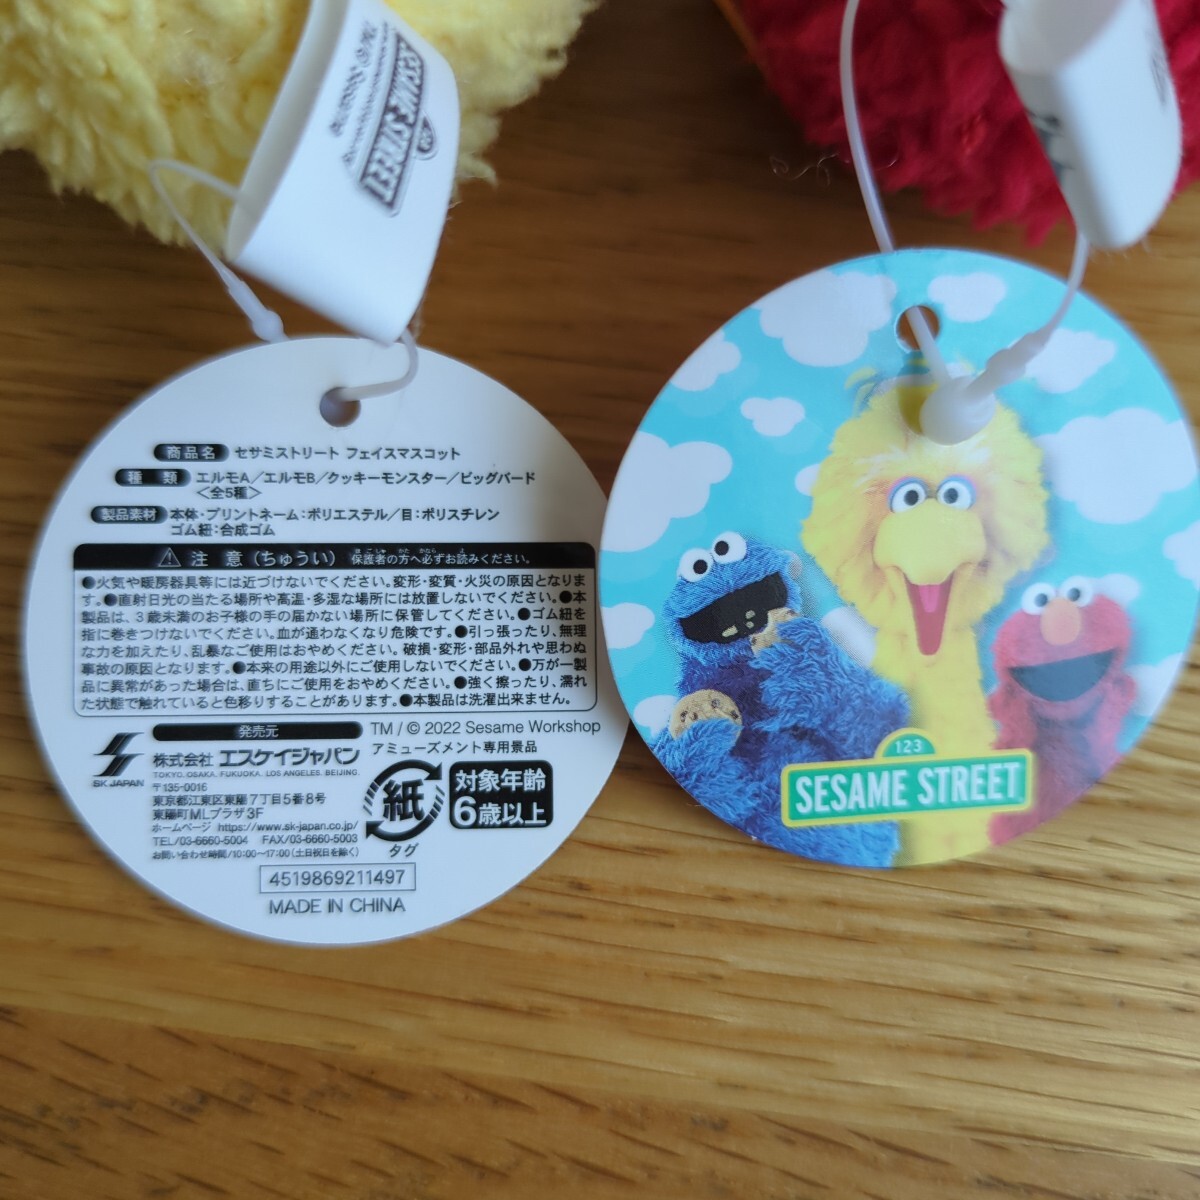 SESAME STREET
商品名 セサミストリート フェイスマスコット
種 類 エルモA／エルモB／クッキーモンスター／ビッグバード
＜全5種＞
製品素材 本体・プリントネーム：ポリエステル／目：ポリスチレン
ゴム紐：合成ゴム
⚠ 注 意（ちゅうい） 保護者の方へ必ずお読みください。
●火気や暖房器具等には近づけないでください。変形・変質・火災の原因となりま
す。●直射日光の当たる場所や高温・多湿な場所には放置しないでください。●本
製品は、3歳未満のお子様の手の届かない場所に保管してください。●ゴム紐を
指に巻きつけないでください。血が通わなくなり危険です。●引っ張ったり、無理
な力を加えたり、乱暴なご使用はおやめください。破損・変形・部品外れや思わぬ
事故の原因となります。●本来の用途以外にご使用しないでください。●万が一製
品に異常があった場合は、直ちにご使用をおやめください。●強く擦ったり、濡れ
た状態で触れていると色移りすることがあります。●本製品は洗濯出来ません。
発売元
TM/© 2022 Sesame Workshop
アミューズメント専用景品
SK JAPAN
株式会社 エスケイジャパン
TOKYO. OSAKA. FUKUOKA. LOS ANGELES. BEIJING.
〒135-0016
東京都江東区東陽7丁目5番8号
東陽町MLプラザ3F
ホームページ https://www.sk-japan.co.jp/
TEL/03-6660-5004 FAX/03-6660-5003
お問い合わせ時間/10:00～17:00（土日祝日を除く）
紙
タグ
対象年齢
6歳以上
4519869211497
MADE IN CHINA
123
SESAME STREET